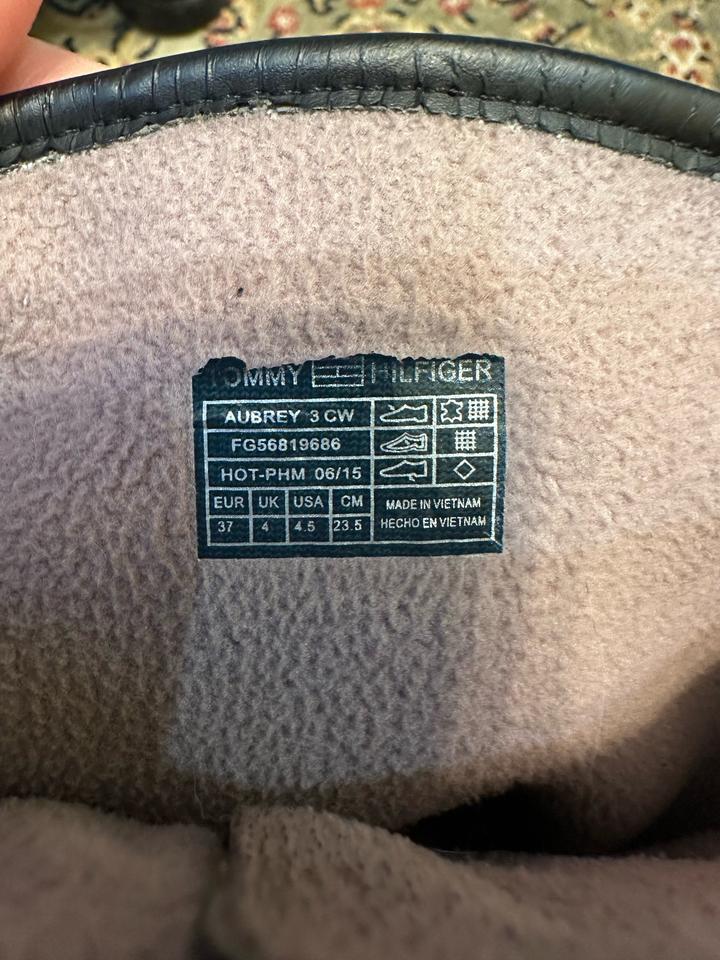 TOMMY HILFIGER
AUBREY 3 CW
FG56819686
HOT-PHM 06/15
EUR UK USA CM
37 4 4.5 23.5
MADE IN VIETNAM
HECHO EN VIETNAM